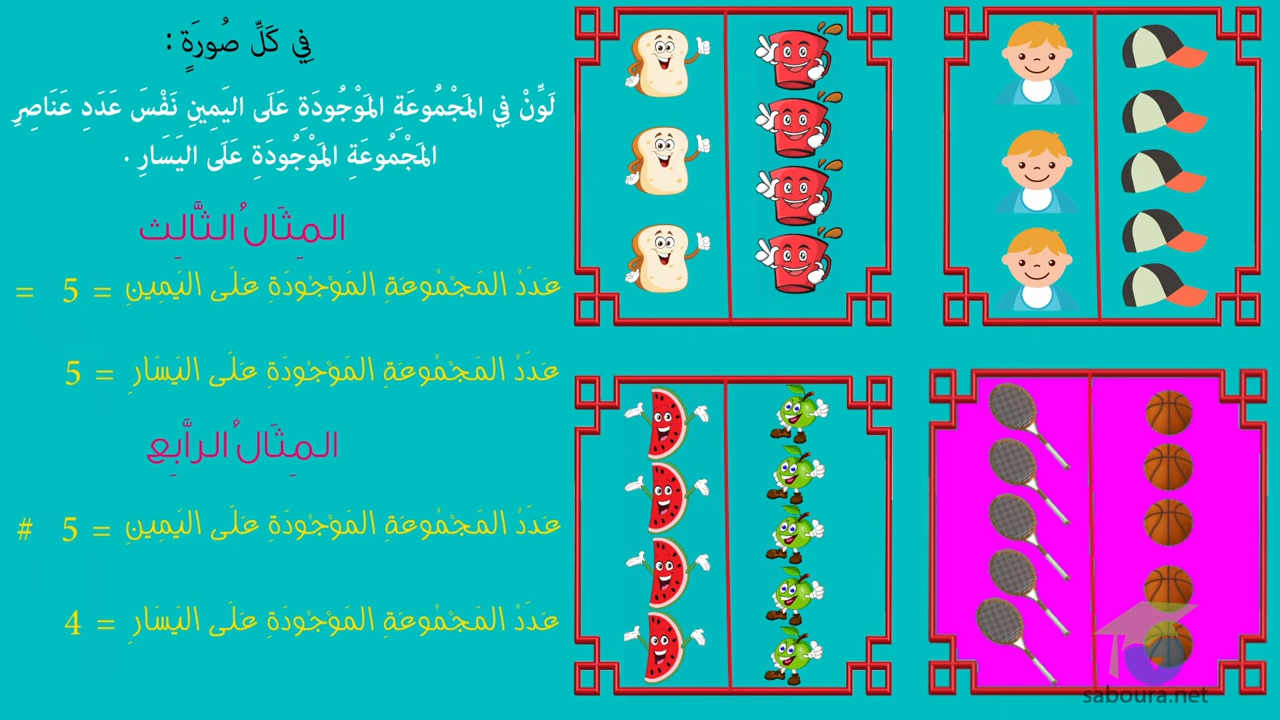 فِي كَلِّ صُورَةٍ :
لَوِّنْ فِي المَجْمُوعَةِ المَوْجُودَةِ عَلَى اليَمِينِ نَفْسَ عَدَدِ عَنَاصِرِ
المَجْمُوعَةِ المَوْجُودَةِ عَلَى اليَسَارِ .
المِثَالُ الثَّالِث
عَدَدُ المَجْمُوعَةِ المَوْجُودَةِ عَلَى اليَمِينِ = 5 =
عَدَدُ المَجْمُوعَةِ المَوْجُودَةِ عَلَى اليَسَارِ = 5
المِثَالُ الرَّابِع
عَدَدُ المَجْمُوعَةِ المَوْجُودَةِ عَلَى اليَمِينِ = 5 #
عَدَدُ المَجْمُوعَةِ المَوْجُودَةِ عَلَى اليَسَارِ = 4
saboura.net